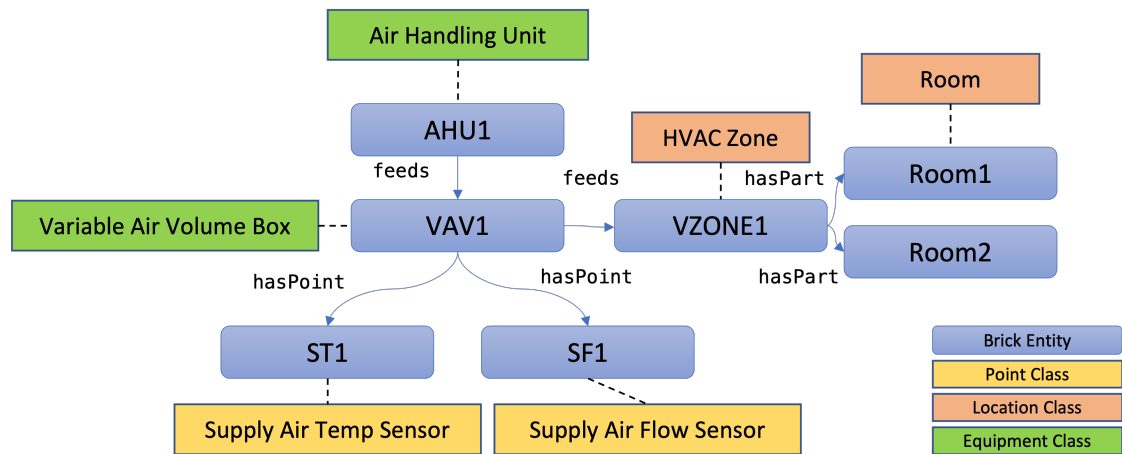 Air Handling Unit
Room
AHU1
HVAC Zone
feeds
feeds
hasPart
Room1
Variable Air Volume Box
VAV1
VZONE1
Room2
hasPoint
hasPoint
hasPart
ST1
SF1
Brick Entity
Point Class
Supply Air Temp Sensor
Supply Air Flow Sensor
Location Class
Equipment Class